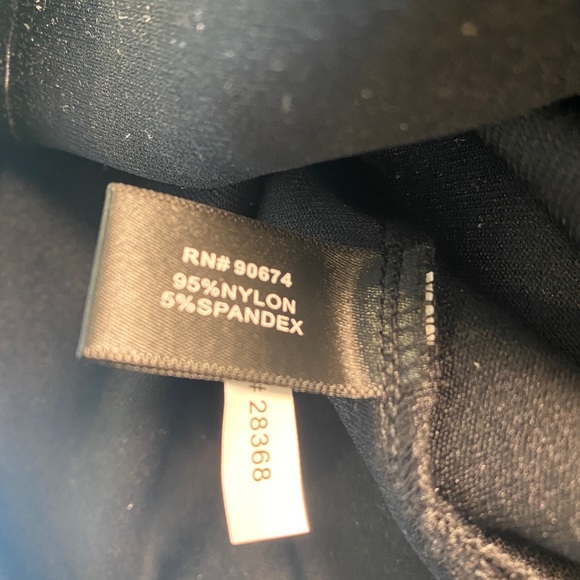 RN# 90674
95%NYLON
5%SPANDEX
# 28368